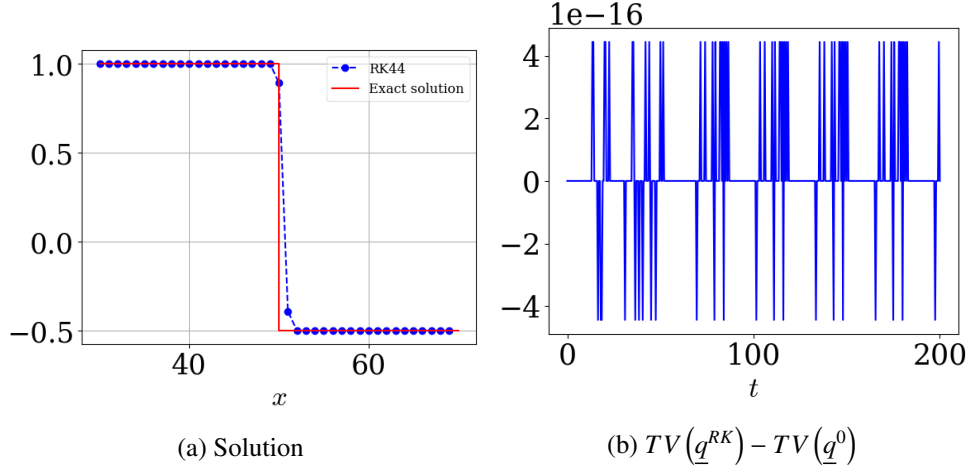 1.0
0.5
0.0
−0.5
40
60
x
RK44
Exact solution
(a) Solution
1e−16
4
2
0
−2
−4
0
100
200
t
(b) TV(q^{RK}) − TV(q^0)